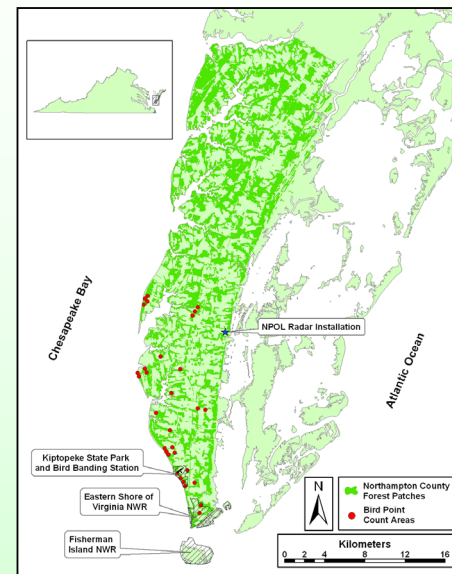 Chesapeake Bay
NPOL Radar Installation
Atlantic Ocean
Kiptopeke State Park
and Bird Banding Station
Eastern Shore of
Virginia NWR
Fisherman
Island NWR
N
Northampton County
Forest Patches
Bird Point
Count Areas
Kilometers
0 2 4 8 12 16